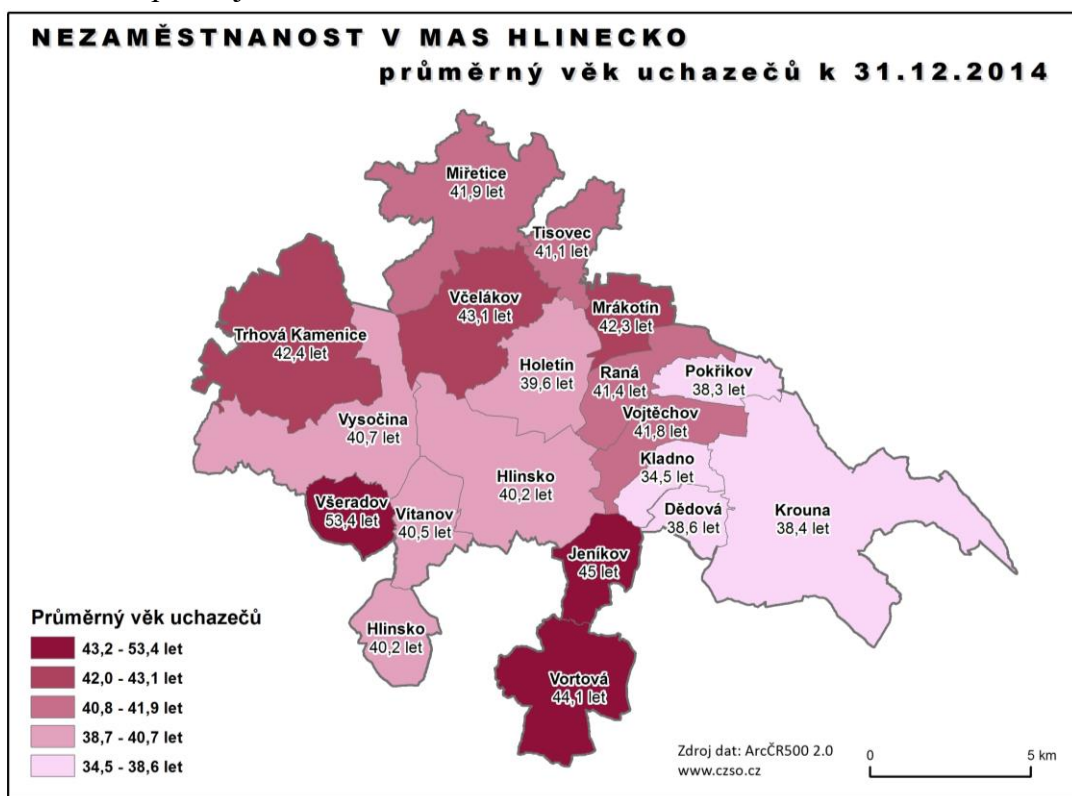 NEZAMĚSTNANOST V MAS HLINECKO
průměrný věk uchazečů k 31.12.2014
Miřetice
41,9 let
Tisovec
41,1 let
Včelákov
43,1 let
Mrákotín
42,3 let
Trhová Kamenice
42,4 let
Holetín
39,6 let
Raná
41,4 let
Pokřikov
38,3 let
Vysočina
40,7 let
Vojtěchov
41,8 let
Kladno
34,5 let
Hlinsko
40,2 let
Všeradov
53,4 let
Vítanov
40,5 let
Dědová
38,6 let
Krouna
38,4 let
Jeníkov
45 let
Hlinsko
40,2 let
Vortová
44,1 let
Průměrný věk uchazečů
43,2 - 53,4 let
42,0 - 43,1 let
40,8 - 41,9 let
38,7 - 40,7 let
34,5 - 38,6 let
Zdroj dat: ArcČR500 2.0
www.czso.cz
0 5 km